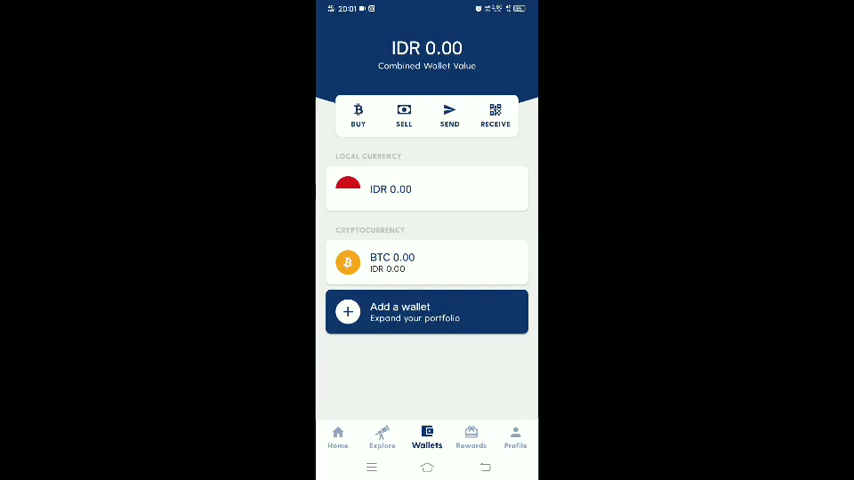 20:01
IDR 0.00
Combined Wallet Value
BUY
SELL
SEND
RECEIVE
LOCAL CURRENCY
IDR 0.00
CRYPTOCURRENCY
BTC 0.00
IDR 0.00
Add a wallet
Expand your portfolio
Home
Explore
Wallets
Rewards
Profile